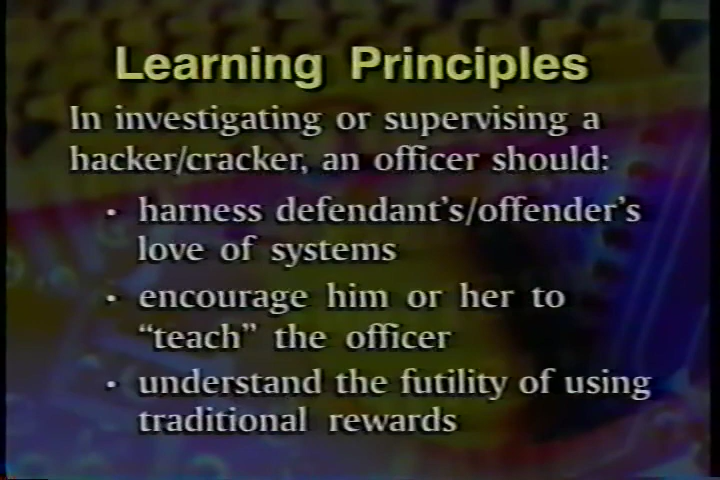 Learning Principles
In investigating or supervising a
hacker/cracker, an officer should:
• harness defendant's/offender's
love of systems
• encourage him or her to
“teach” the officer
• understand the futility of using
traditional rewards